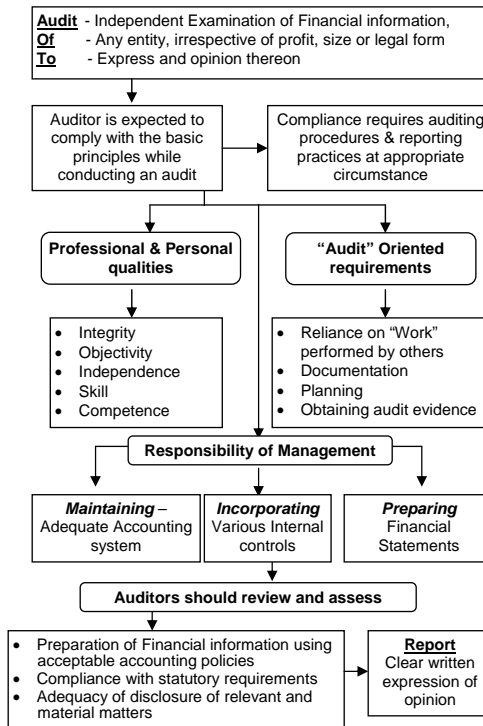 Audit - Independent Examination of Financial information,
Of - Any entity, irrespective of profit, size or legal form
To - Express and opinion thereon
Auditor is expected to
comply with the basic
principles while
conducting an audit
Compliance requires auditing
procedures & reporting
practices at appropriate
circumstance
Professional & Personal
qualities
“Audit” Oriented
requirements
• Integrity
• Objectivity
• Independence
• Skill
• Competence
• Reliance on “Work”
performed by others
• Documentation
• Planning
• Obtaining audit evidence
Responsibility of Management
Maintaining –
Adequate Accounting
system
Incorporating
Various Internal
controls
Preparing
Financial
Statements
Auditors should review and assess
• Preparation of Financial information using
acceptable accounting policies
• Compliance with statutory requirements
• Adequacy of disclosure of relevant and
material matters
Report
Clear written
expression of
opinion